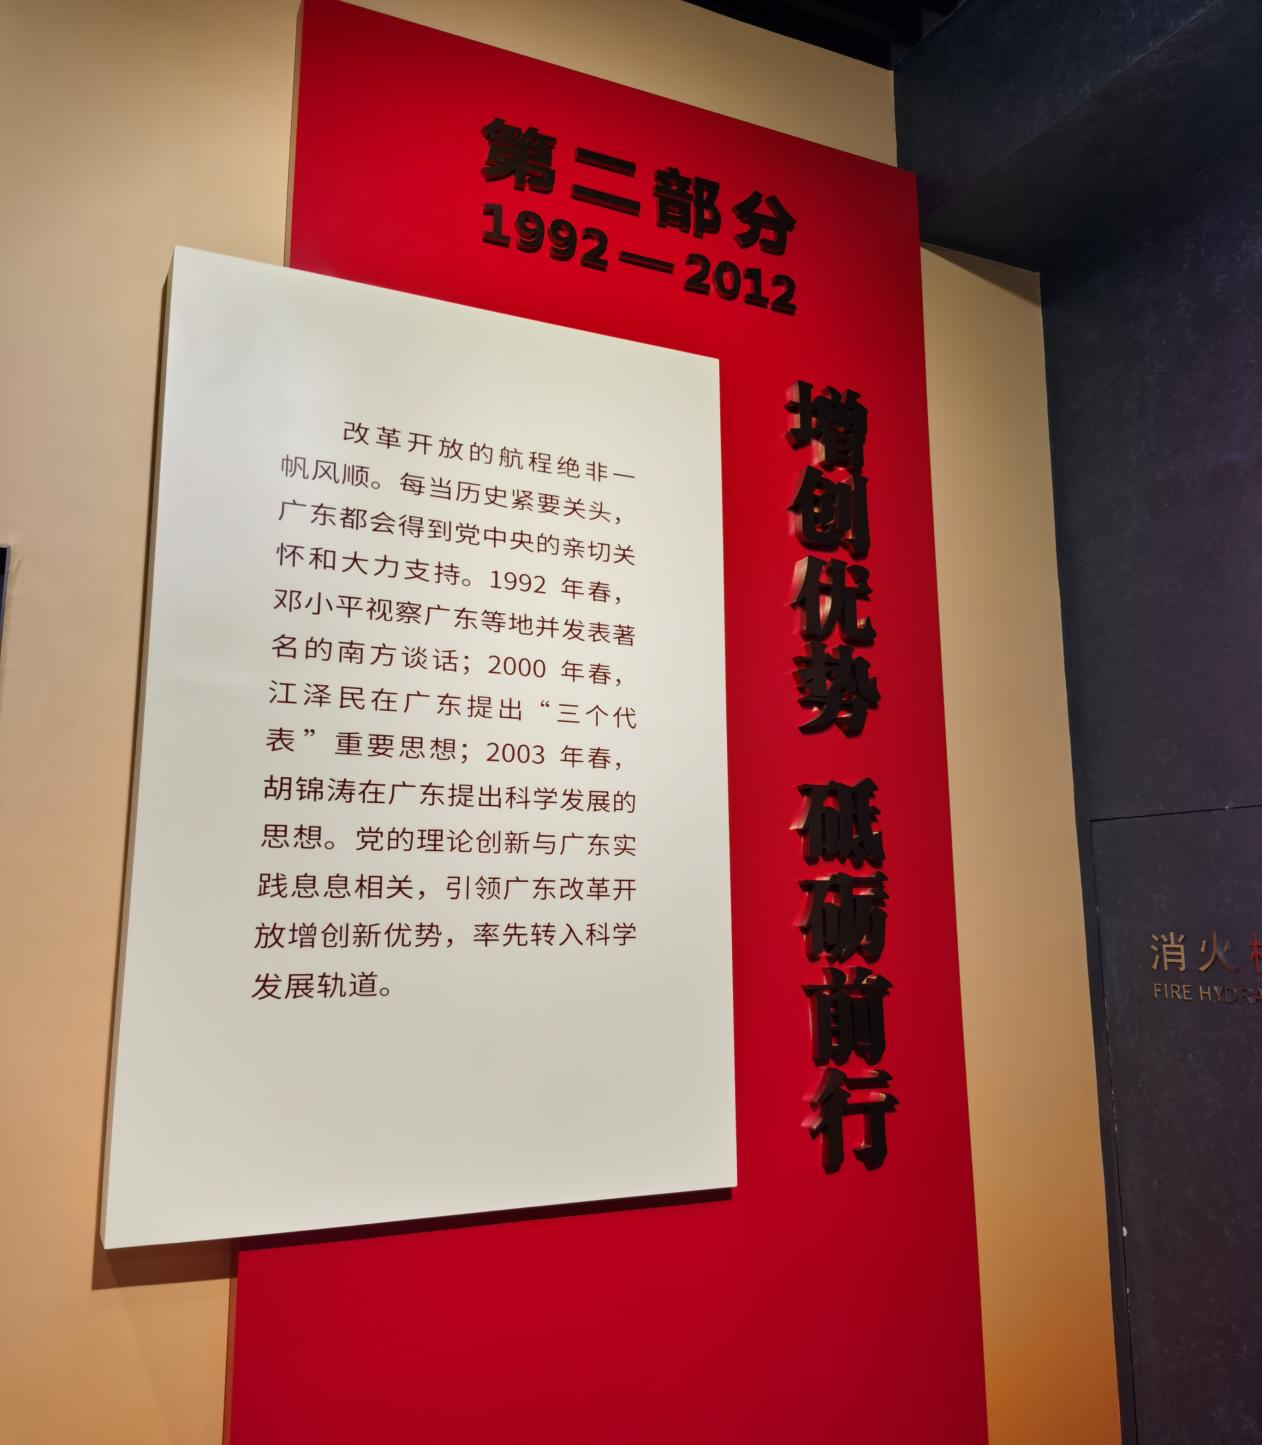 第二部分
1992—2012
增创优势 砥砺前行
改革开放的航程绝非一
帆风顺。每当历史紧要关头，
广东都会得到党中央的亲切关
怀和大力支持。1992 年春，
邓小平视察广东等地并发表著
名的南方谈话；2000 年春，
江泽民在广东提出“三个代
表”重要思想；2003 年春，
胡锦涛在广东提出科学发展的
思想。党的理论创新与广东实
践息息相关，引领广东改革开
放增创新优势，率先转入科学
发展轨道。
消火
FIRE HYDRA